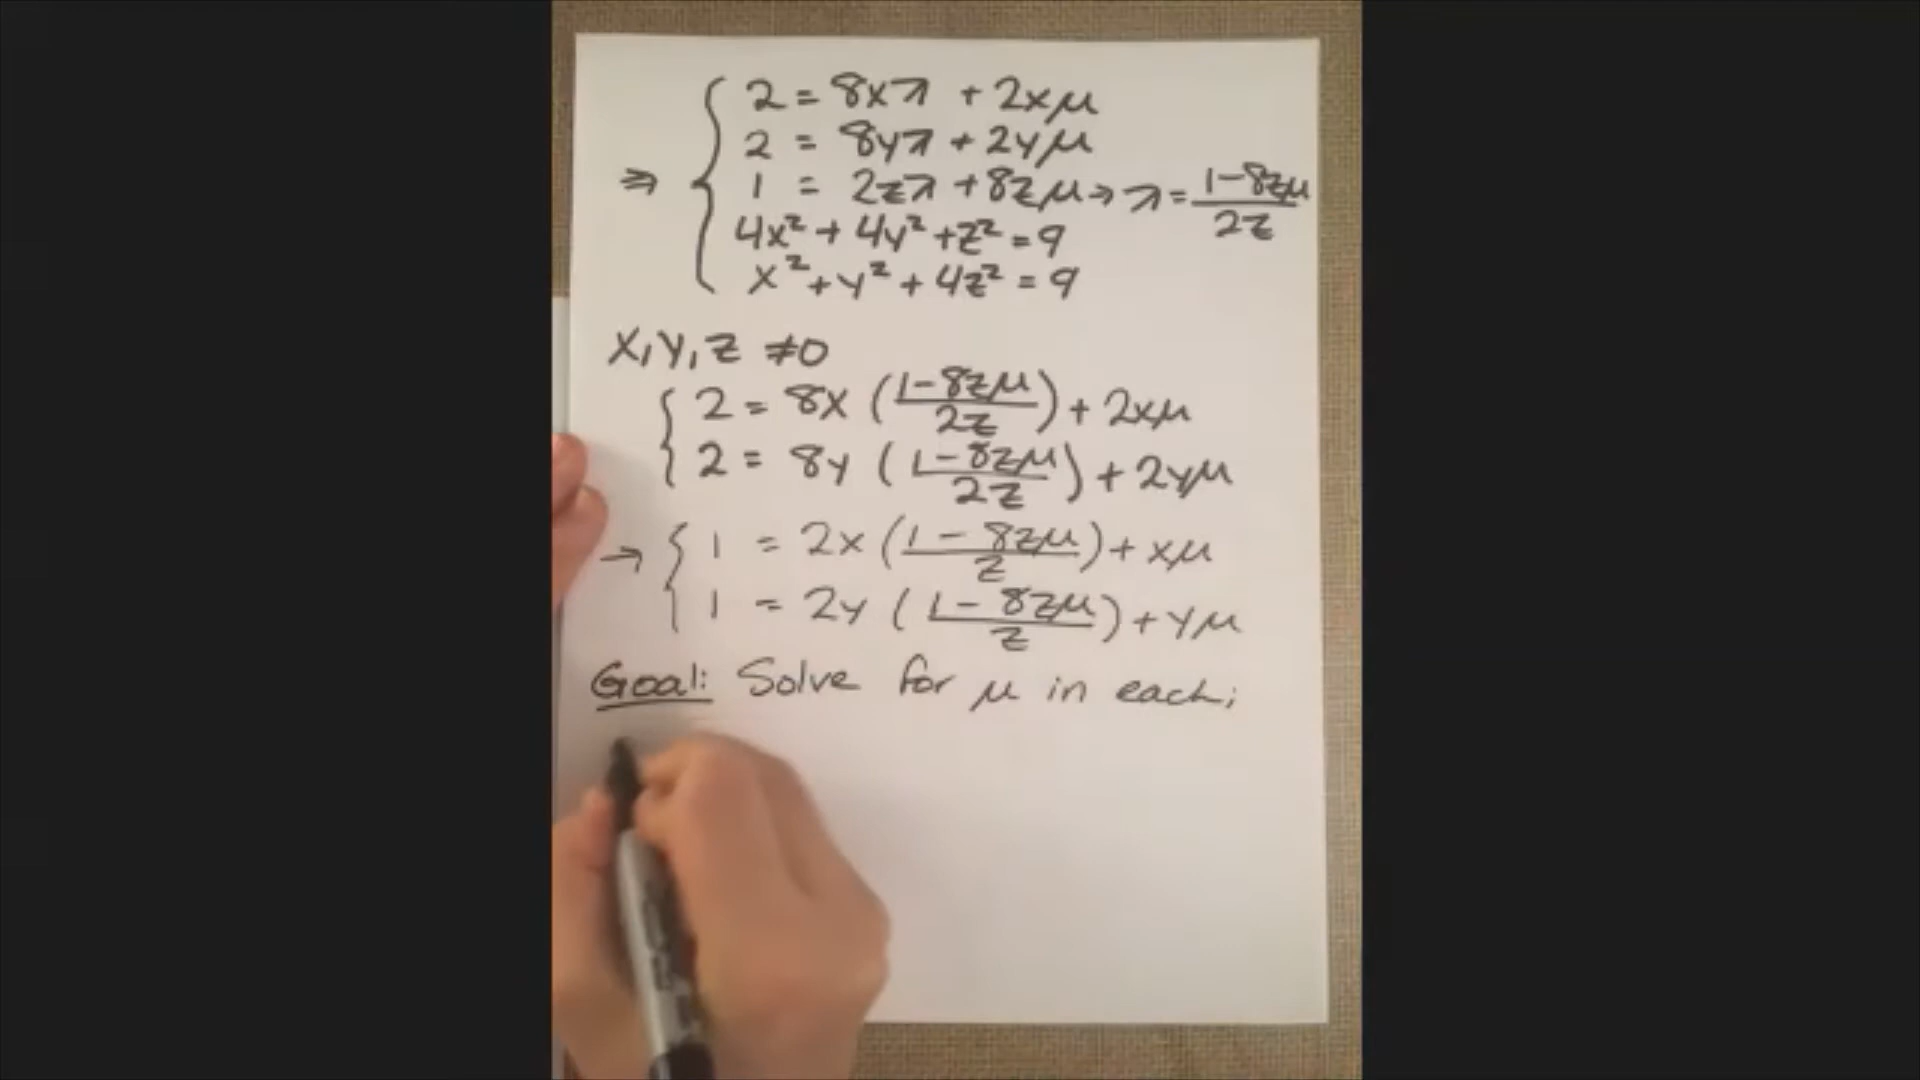 2 = 8xλ + 2xμ
2 = 8yλ + 2yμ
⇒ 1 = 2zλ + 8zμ → λ = (1-8zμ)/(2z)
4x² + 4y² + z² = 9
x² + y² + 4z² = 9
x, y, z ≠ 0
2 = 8x ((1-8zμ)/(2z)) + 2xμ
2 = 8y ((1-8zμ)/(2z)) + 2yμ
→ 1 = 2x ((1-8zμ)/z) + xμ
1 = 2y ((1-8zμ)/z) + yμ
Goal: Solve for μ in each;